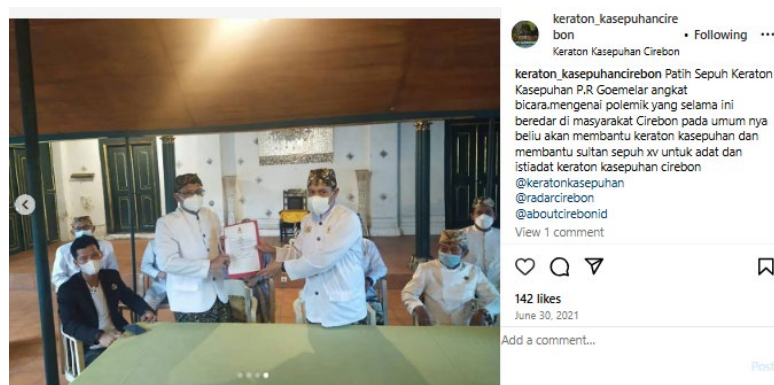 keraton_kasepuhancire
bon
• Following
•••
Keraton Kasepuhan Cirebon
keraton_kasepuhancirebon Patih Sepuh Keraton
Kasepuhan P.R Goemelar angkat
bicara.mengenai polemik yang selama ini
beredar di masyarakat Cirebon pada umum nya
beliu akan membantu keraton kasepuhan dan
membantu sultan sepuh xv untuk adat dan
istiadat keraton kasepuhan cirebon
@keratonkasepuhan
@radarcirebon
@aboutcirebonid
View 1 comment
142 likes
June 30, 2021
Add a comment...
Post